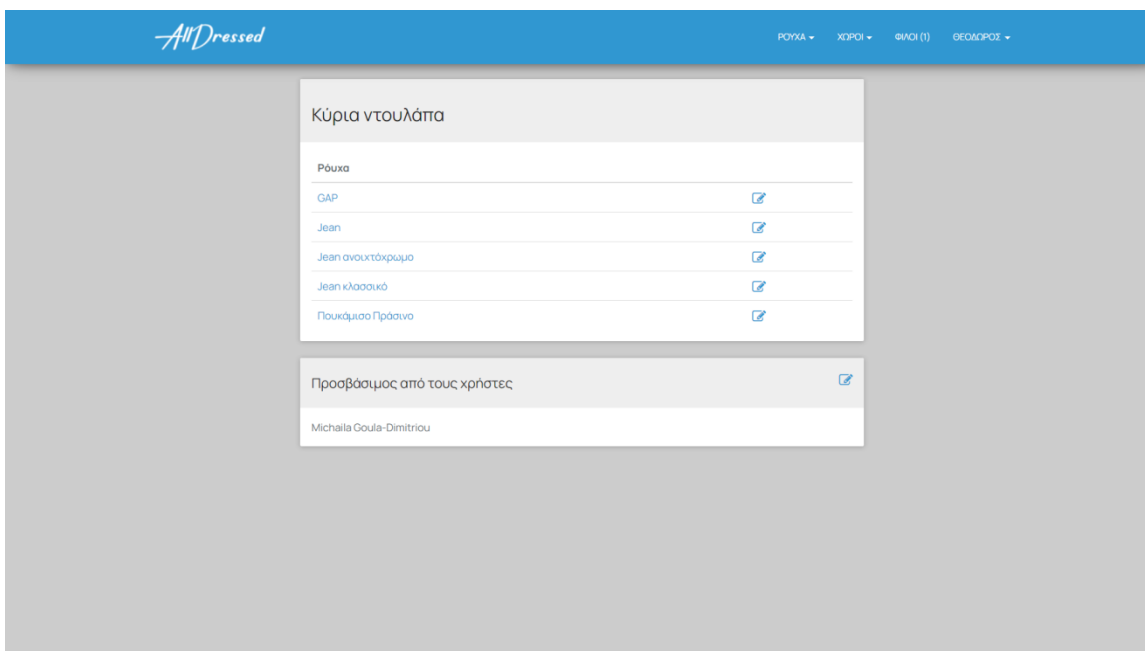 AllDressed
ΡΟΥΧΑ ΧΩΡΟΙ ΦΙΛΟΙ (1) ΘΕΟΔΩΡΟΣ
Κύρια ντουλάπα
Ρόυχα
GAP
Jean
Jean ανοιχτόχρωμο
Jean κλασσικό
Πουκάμισο Πράσινο
Προσβάσιμος από τους χρήστες
Michaila Goula-Dimitriou